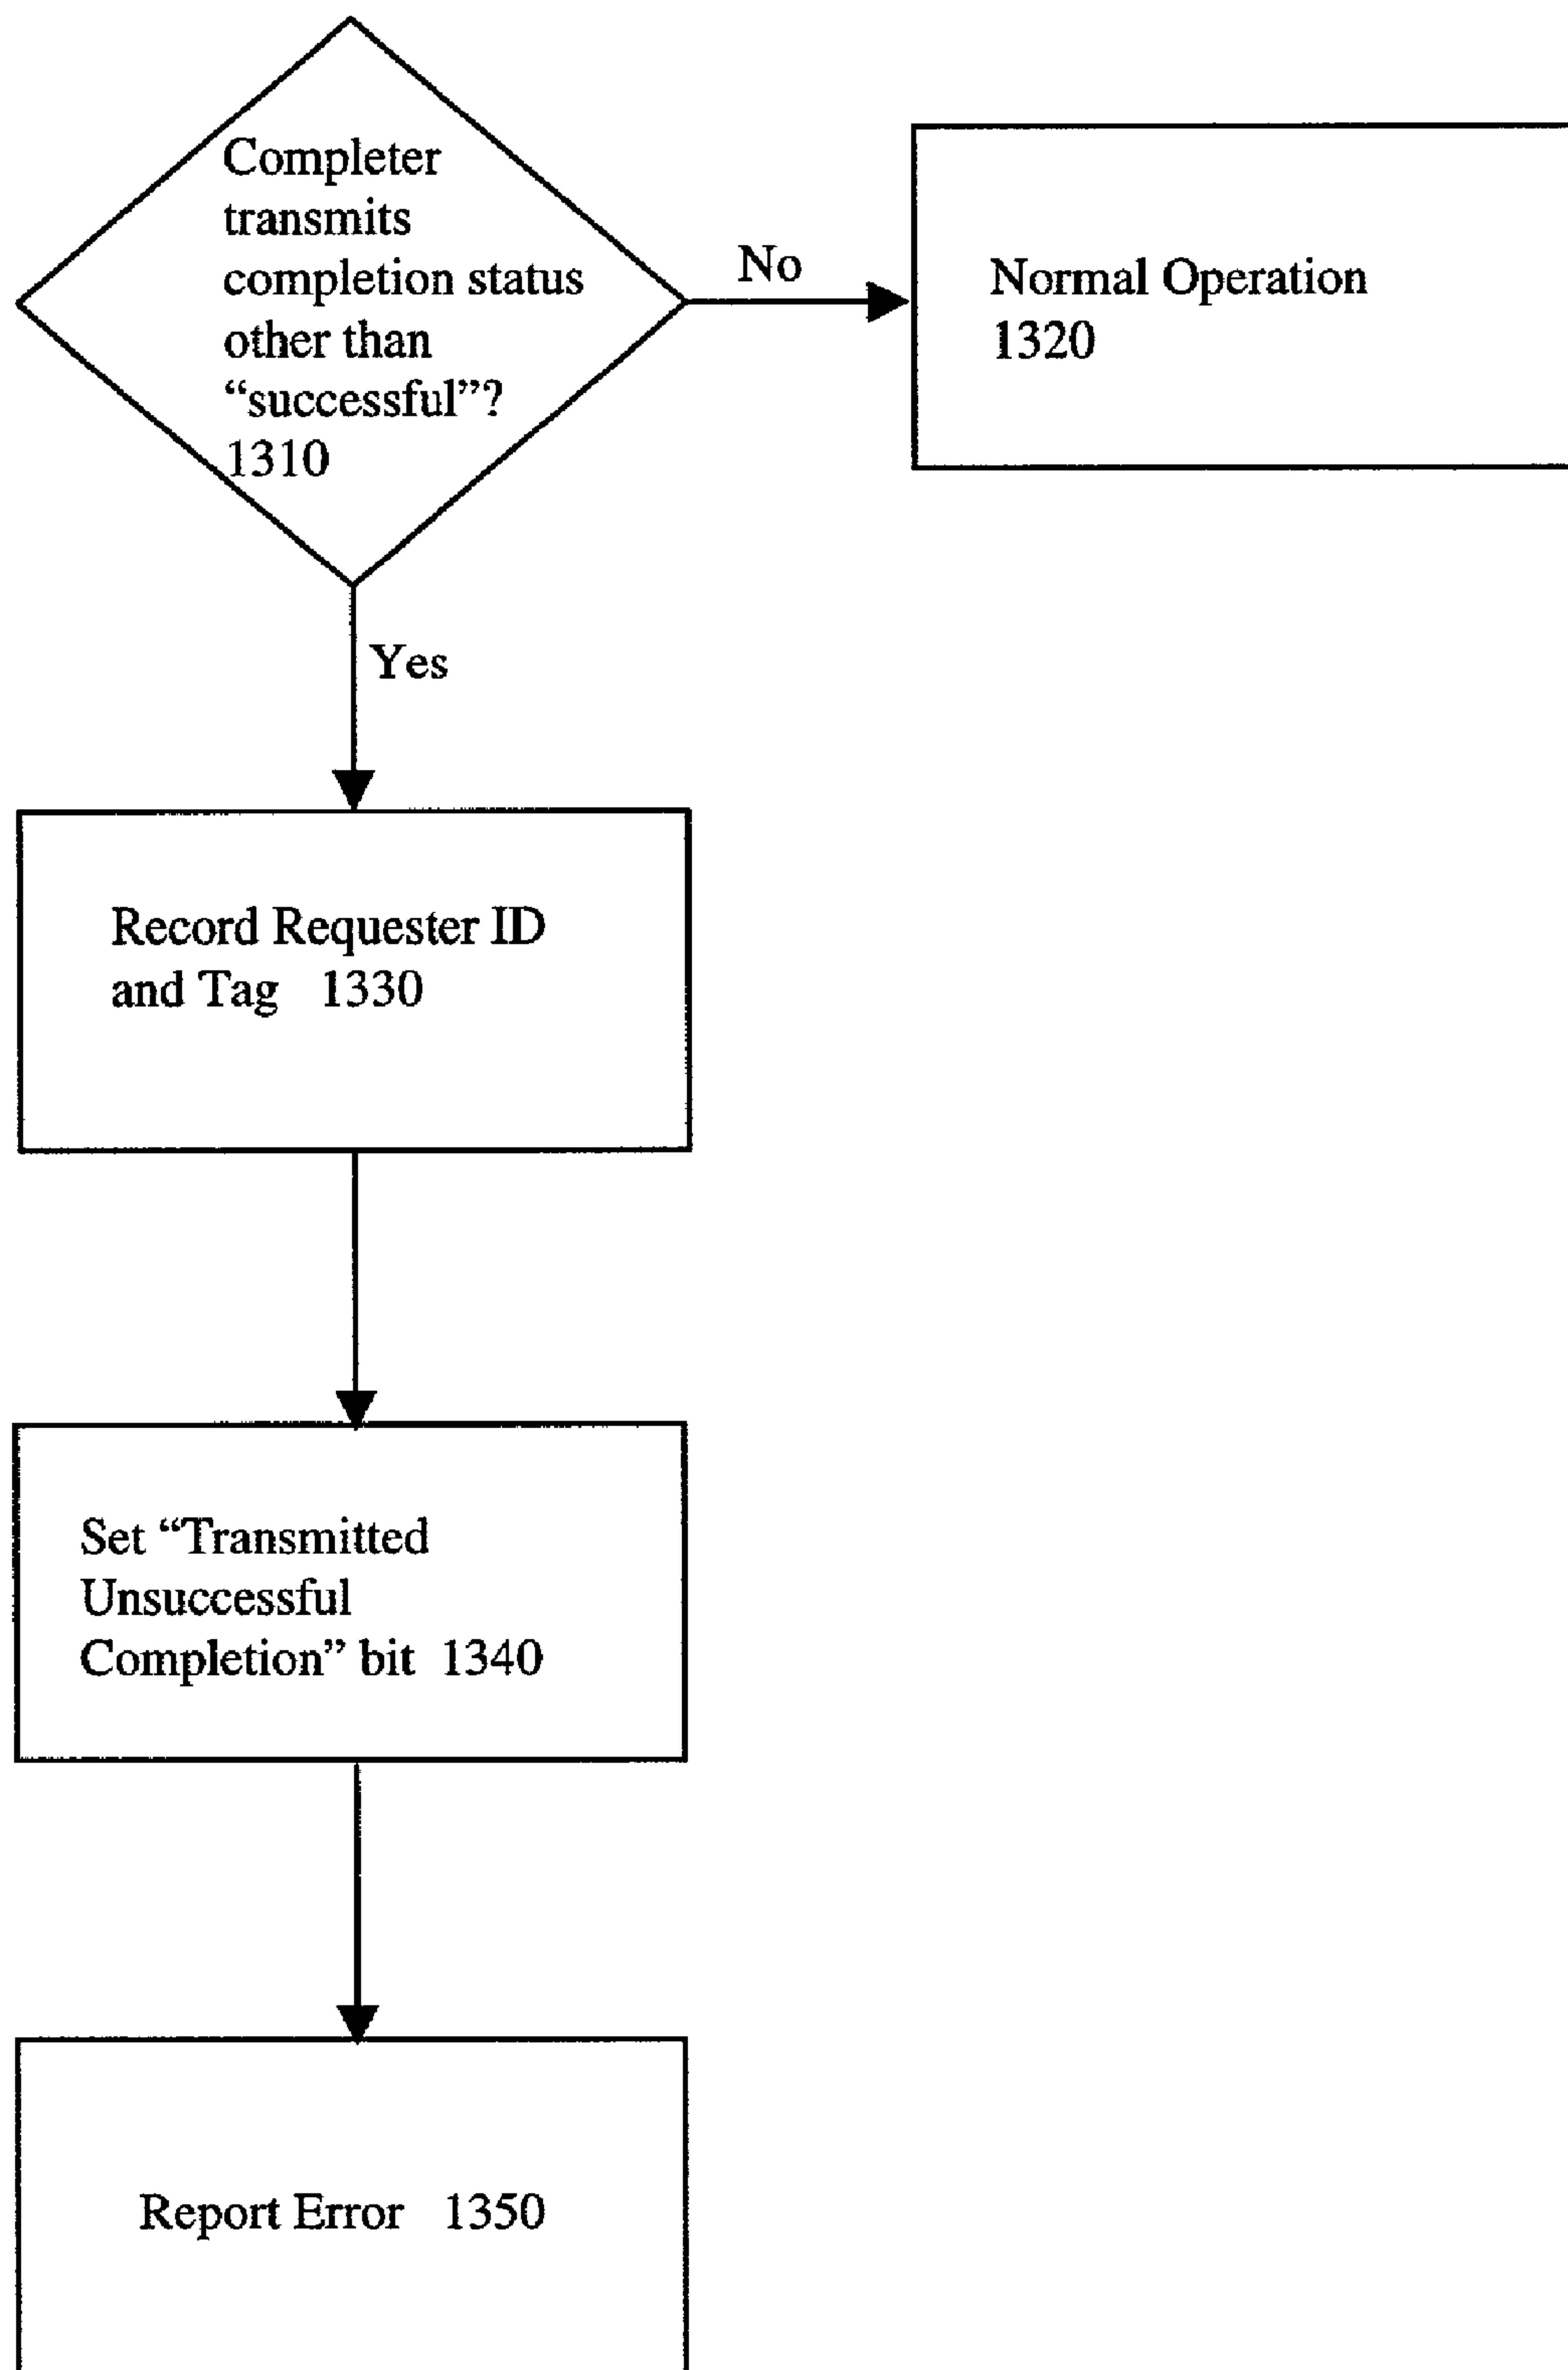 Completer
transmits
completion status
other than
“successful”?
1310
No
Normal Operation
1320
Yes
Record Requester ID
and Tag 1330
Set “Transmitted
Unsuccessful
Completion” bit 1340
Report Error 1350